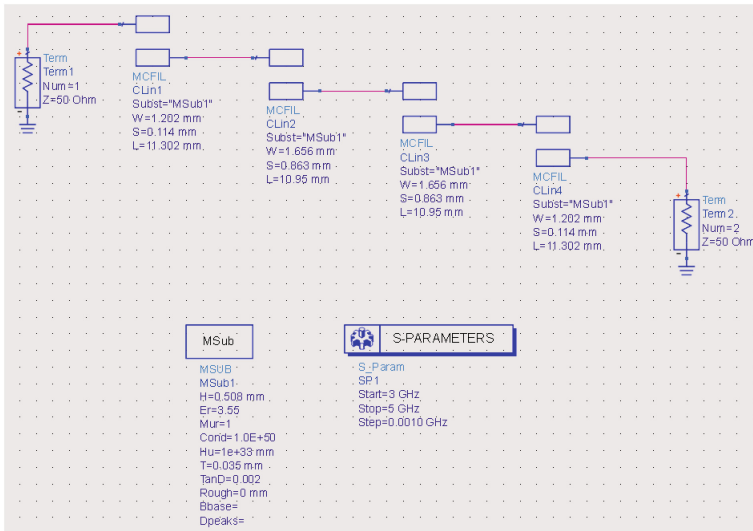 Term
Term1
Num=1
Z=50 Ohm
MCFIL
CLin1
Subst="MSub1"
W=1.202 mm
S=0.114 mm
L=11.302 mm
MCFIL
CLin2
Subst="MSub1"
W=1.656 mm
S=0.863 mm
L=10.95 mm
MCFIL
CLin3
Subst="MSub1"
W=1.656 mm
S=0.863 mm
L=10.95 mm
MCFIL
CLin4
Subst="MSub1"
W=1.202 mm
S=0.114 mm
L=11.302 mm
Term
Term2
Num=2
Z=50 Ohm
MSub
MSUB
MSub1
H=0.508 mm
Er=3.55
Mur=1
Cond=1.0E+50
Hu=1e+33 mm
T=0.035 mm
TanD=0.002
Rough=0 mm
Bbase=
Dpeaks=
S-PARAMETERS
S_Param
SP1
Start=3 GHz
Stop=5 GHz
Step=0.0010 GHz